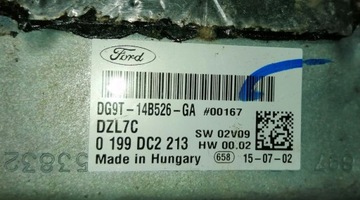 Ford
DG9T-14B526-GA #00167
DZL7C
SW 02V09
0 199 DC2 213
HW 00.02
Made in Hungary
658
15-07-02
53832